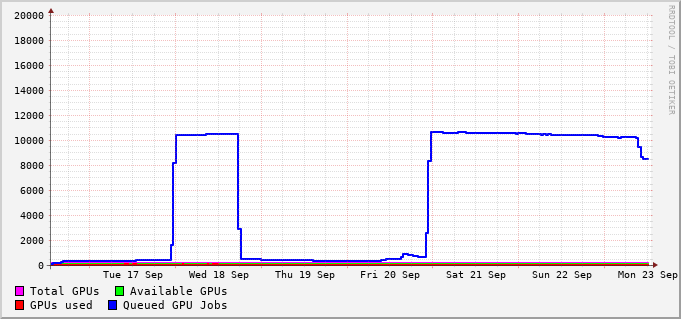 20000
18000
16000
14000
12000
10000
8000
6000
4000
2000
0
Tue 17 Sep Wed 18 Sep Thu 19 Sep Fri 20 Sep Sat 21 Sep Sun 22 Sep Mon 23 Sep
Total GPUs Available GPUs
GPUs used Queued GPU Jobs
RRDTOOL / TOBI OETIKER